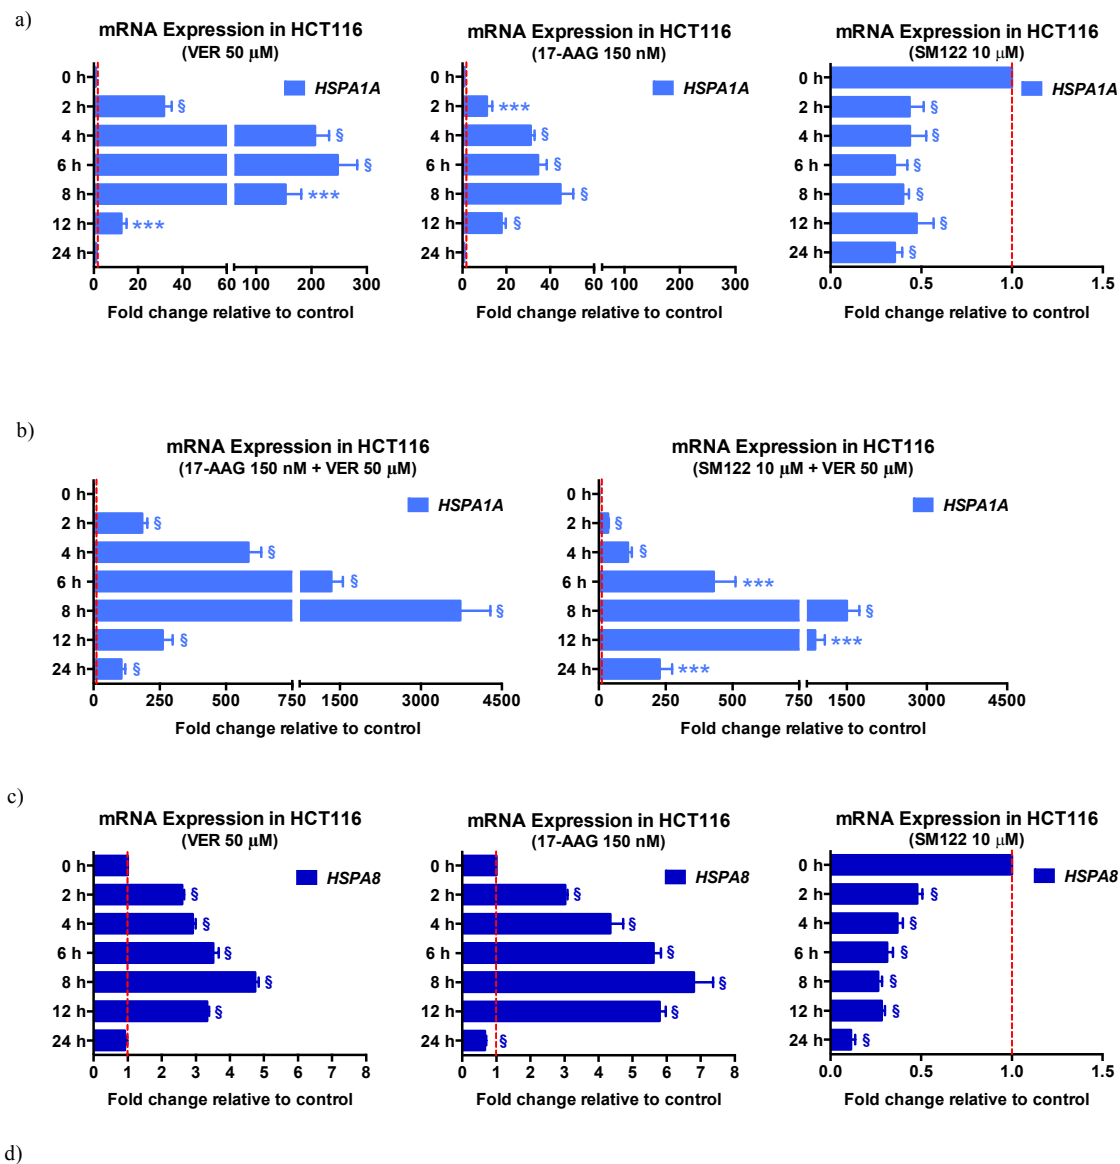 a)
mRNA Expression in HCT116
(VER 50 µM)
HSPA1A
0 h
2 h
§
4 h
§
6 h
§
8 h
***
12 h
***
24 h
0 20 40 60 100 200 300
Fold change relative to control
mRNA Expression in HCT116
(17-AAG 150 nM)
HSPA1A
0 h
2 h
***
4 h
§
6 h
§
8 h
§
12 h
§
24 h
0 20 40 60 100 200 300
Fold change relative to control
mRNA Expression in HCT116
(SM122 10 µM)
HSPA1A
0 h
2 h
§
4 h
§
6 h
§
8 h
§
12 h
§
24 h
§
0.0 0.5 1.0 1.5
Fold change relative to control
b)
mRNA Expression in HCT116
(17-AAG 150 nM + VER 50 µM)
HSPA1A
0 h
2 h
§
4 h
§
6 h
§
8 h
§
12 h
§
24 h
§
0 250 500 750 1500 3000 4500
Fold change relative to control
mRNA Expression in HCT116
(SM122 10 µM + VER 50 µM)
HSPA1A
0 h
2 h
§
4 h
§
6 h
***
8 h
§
12 h
***
24 h
***
0 250 500 750 1500 3000 4500
Fold change relative to control
c)
mRNA Expression in HCT116
(VER 50 µM)
HSPA8
0 h
2 h
§
4 h
§
6 h
§
8 h
§
12 h
§
24 h
0 1 2 3 4 5 6 7 8
Fold change relative to control
mRNA Expression in HCT116
(17-AAG 150 nM)
HSPA8
0 h
2 h
§
4 h
§
6 h
§
8 h
§
12 h
§
24 h
§
0 1 2 3 4 5 6 7 8
Fold change relative to control
mRNA Expression in HCT116
(SM122 10 µM)
HSPA8
0 h
2 h
§
4 h
§
6 h
§
8 h
§
12 h
§
24 h
§
0.0 0.5 1.0 1.5
Fold change relative to control
d)